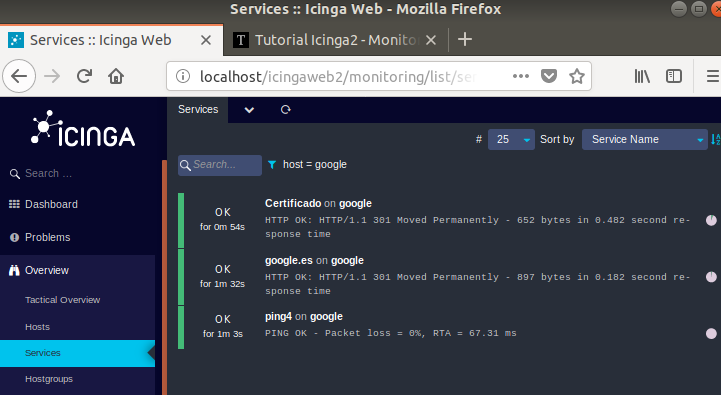 Services :: Icinga Web - Mozilla Firefox
Services :: Icinga Web
Tutorial Icinga2 - Monito
localhost/icingaweb2/monitoring/list/se
ICINGA
Search ...
Dashboard
Problems
Overview
Tactical Overview
Hosts
Services
Hostgroups
Services
# 25 Sort by Service Name
Search...
host = google
OK
for 0m 54s
Certificado on google
HTTP OK: HTTP/1.1 301 Moved Permanently - 652 bytes in 0.482 second re-
sponse time
OK
for 1m 32s
google.es on google
HTTP OK: HTTP/1.1 301 Moved Permanently - 897 bytes in 0.182 second re-
sponse time
OK
for 1m 3s
ping4 on google
PING OK - Packet loss = 0%, RTA = 67.31 ms